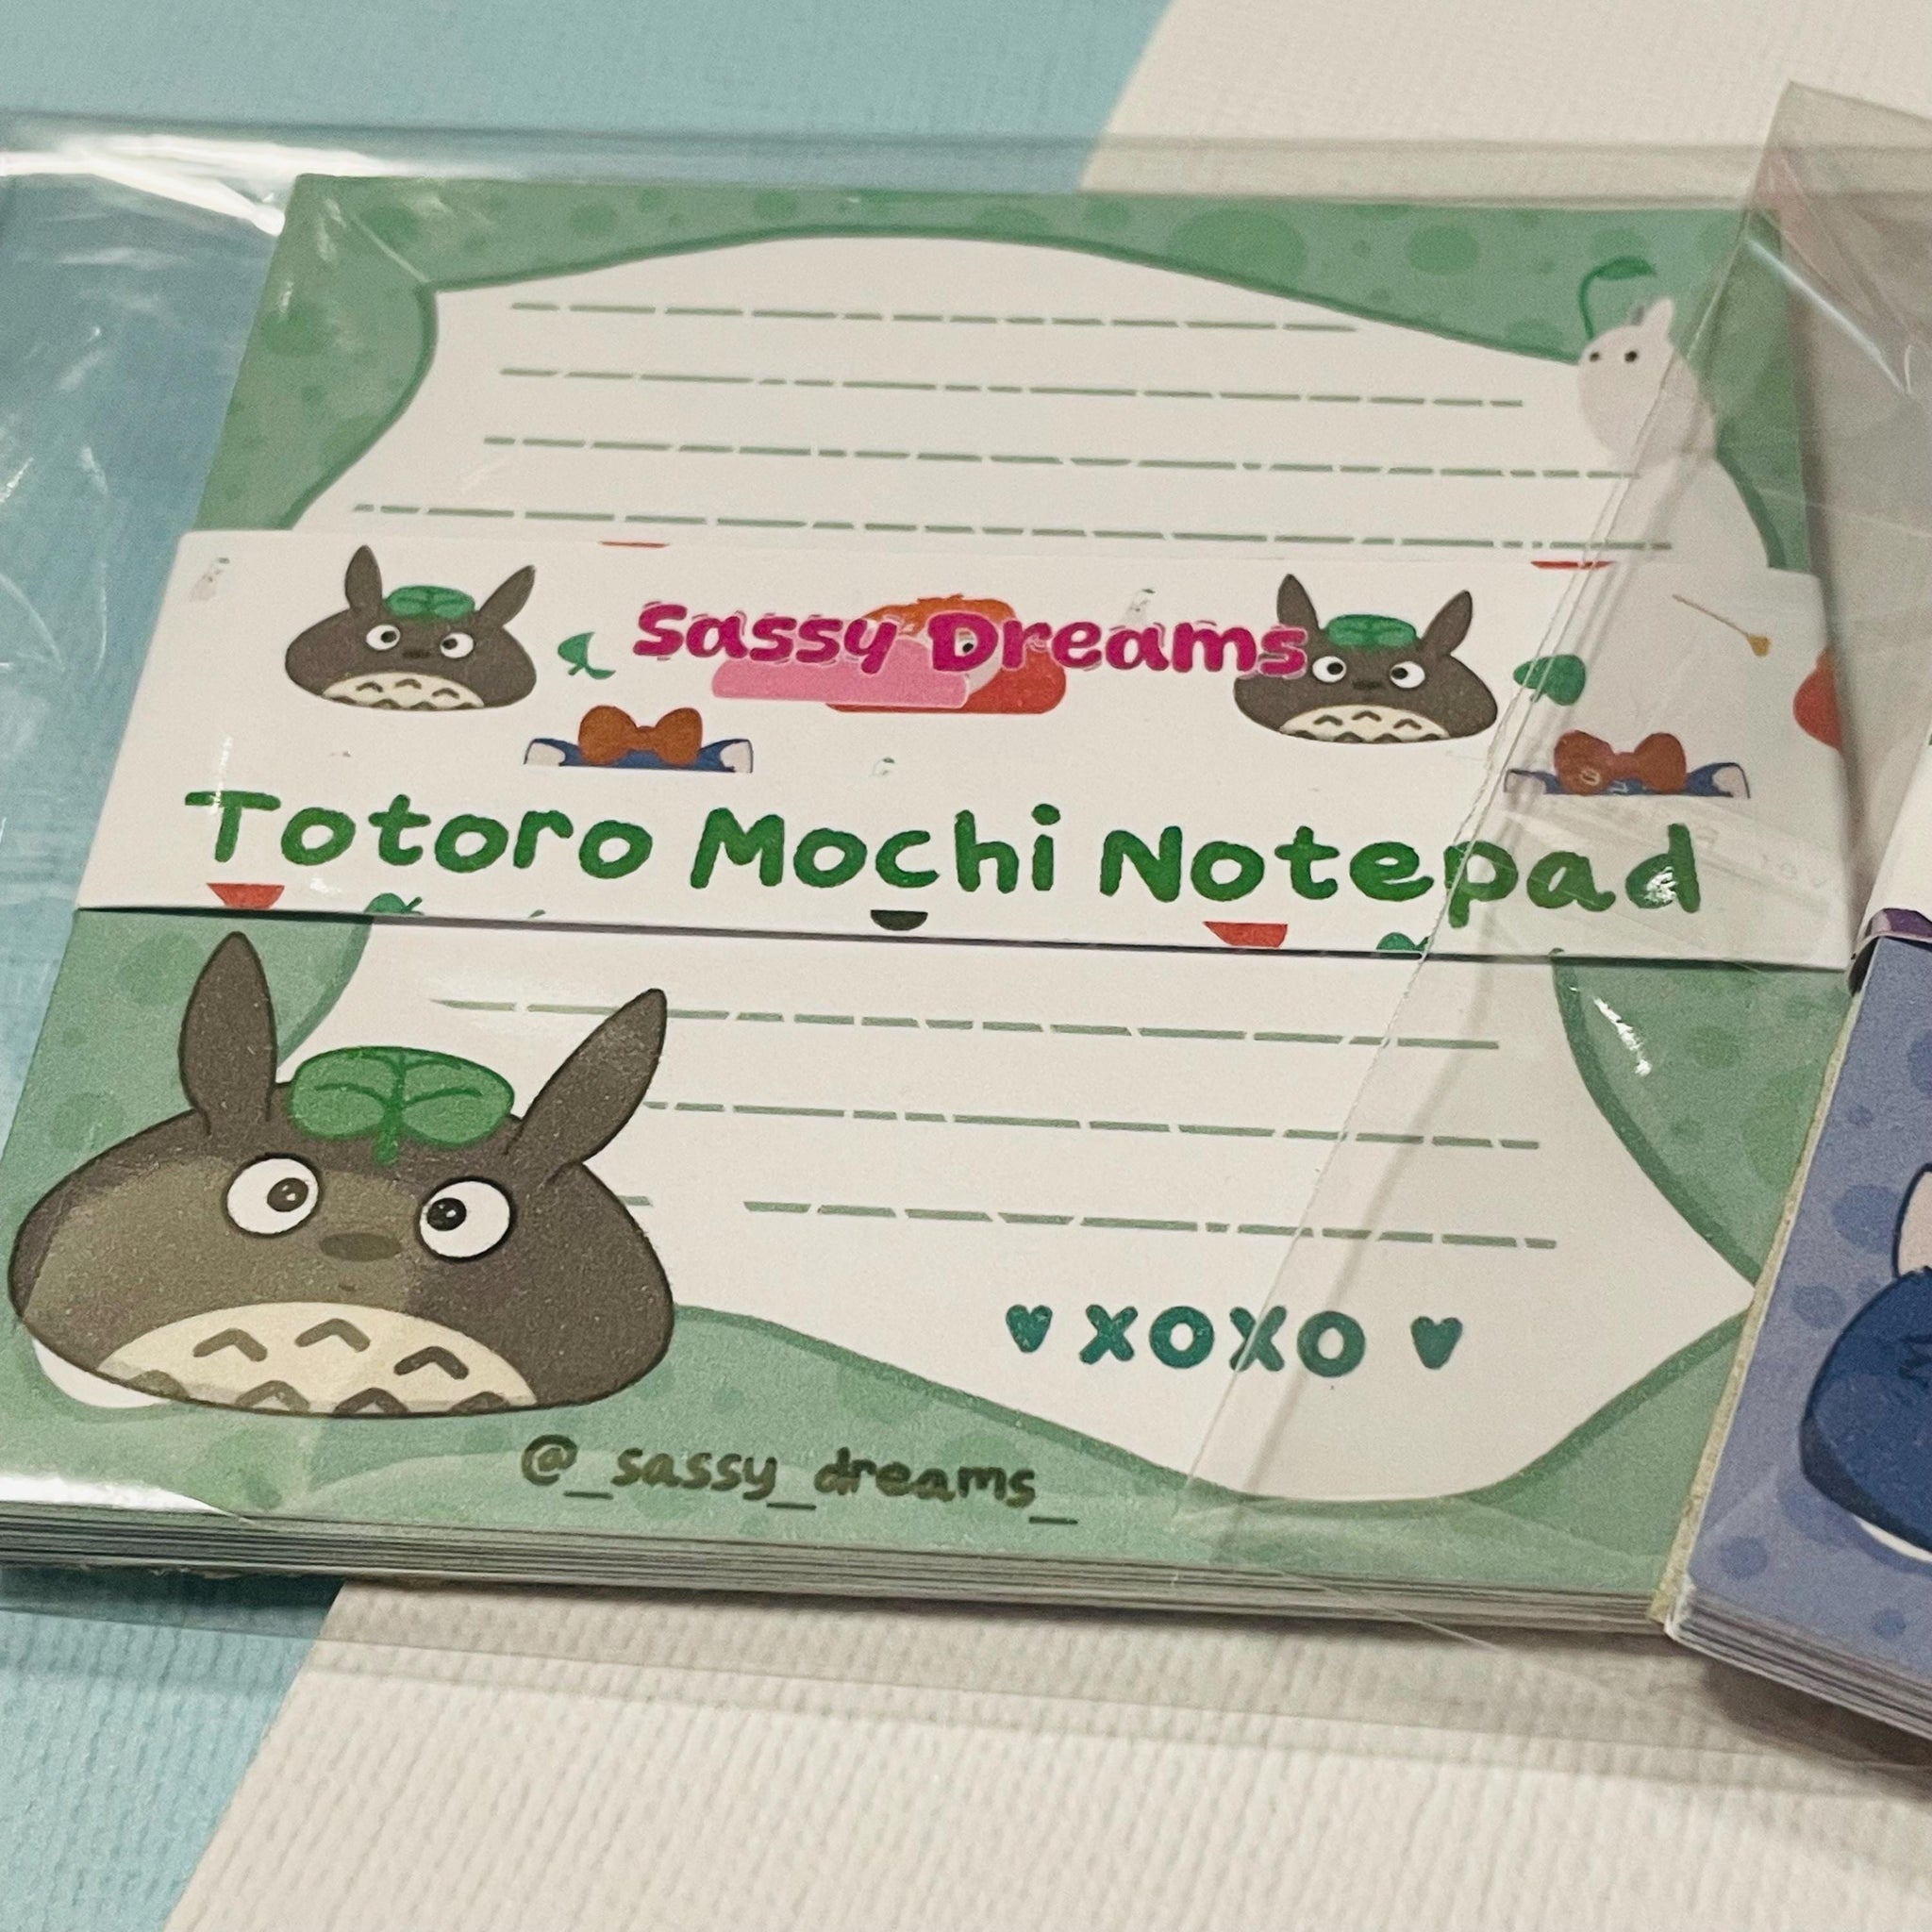 Sassy Dreams
Totoro Mochi Notepad
♥ XOXO ♥
@_sassy_dreams_